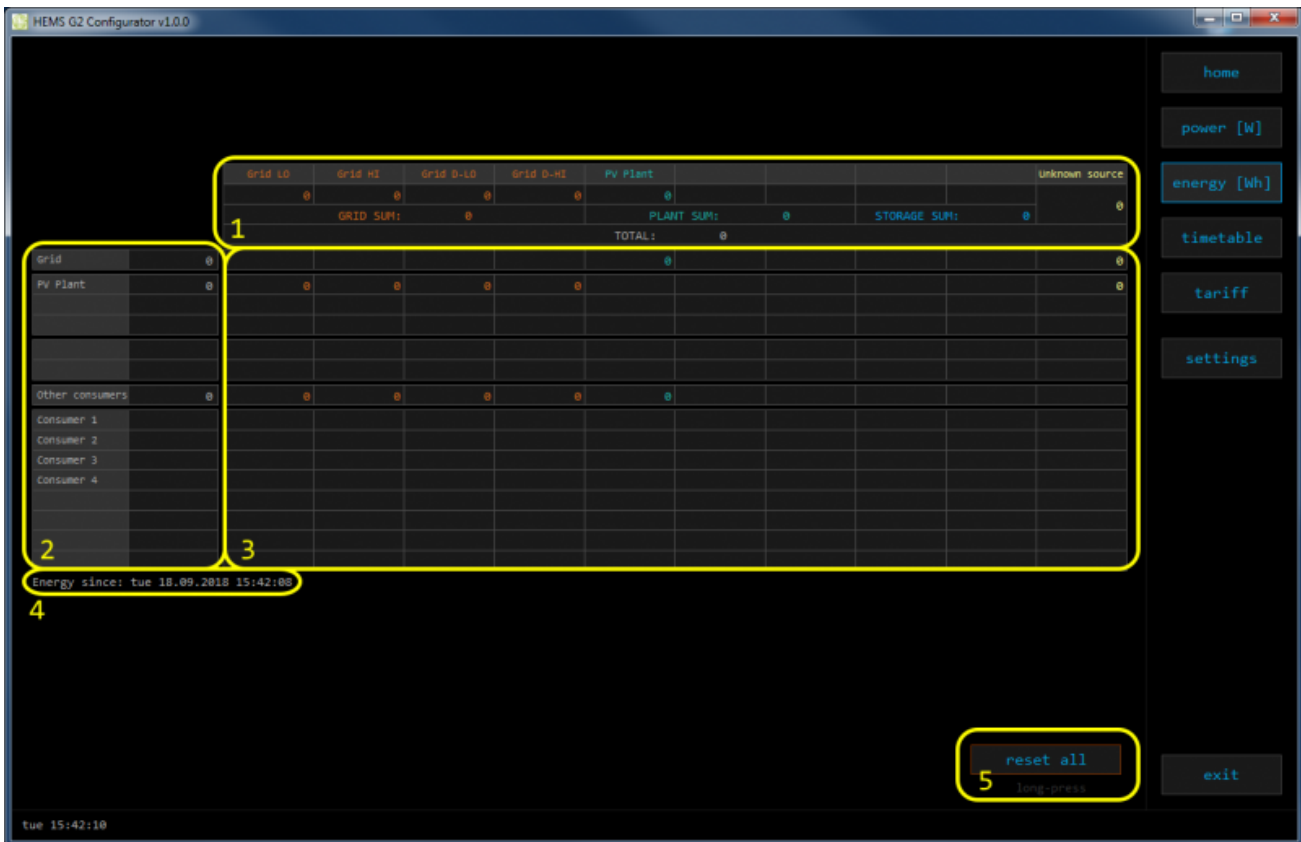 HEMS G2 Configurator v1.0.0
home
power [W]
Grid LO Grid HI Grid D-LO Grid D-HI PV Plant Unknown source
energy [Wh]
0 0 0 0 0 0
GRID SUM: 0 PLANT SUM: 0 STORAGE SUM: 0
1
TOTAL: 0
timetable
Grid 0 0 0
PV Plant 0 0 0 0 0 0
tariff
settings
Other consumers 0 0 0 0 0 0
Consumer 1
Consumer 2
Consumer 3
Consumer 4
2 3
Energy since: tue 18.09.2018 15:42:08
4
reset all
5
long-press
exit
tue 15:42:10